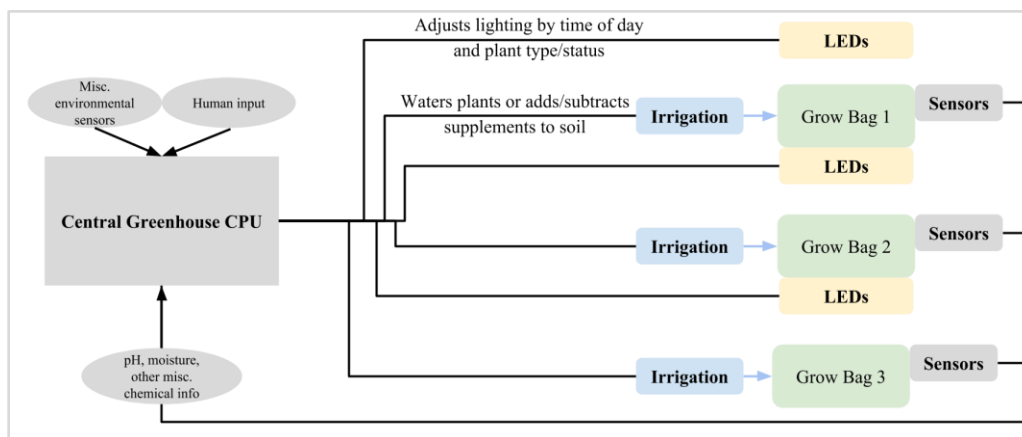 Adjusts lighting by time of day
and plant type/status
LEDs
Misc.
environmental
sensors
Human input
Waters plants or adds/subtracts
supplements to soil
Irrigation
Grow Bag 1
Sensors
LEDs
Central Greenhouse CPU
Irrigation
Grow Bag 2
Sensors
LEDs
pH, moisture,
other misc.
chemical info
Irrigation
Grow Bag 3
Sensors